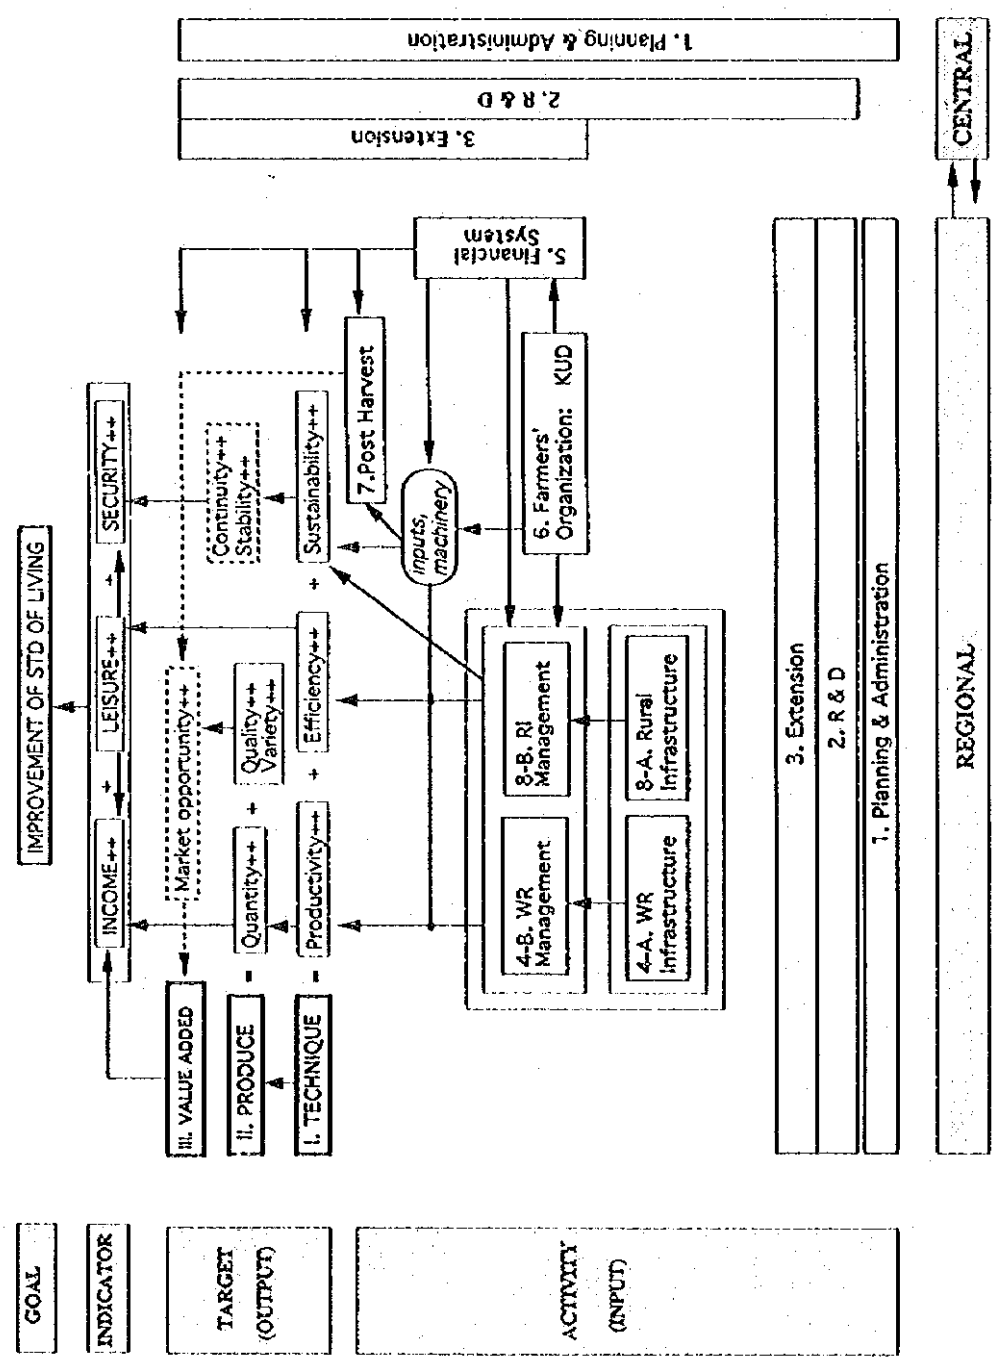 GOAL
IMPROVEMENT OF STD OF LIVING
INDICATOR
INCOME++
+
LEISURE++
+
SECURITY++
TARGET
(OUTPUT)
III. VALUE ADDED
Market opportunity++
II. PRODUCE
=
Quantity++
+
Quality++
Variety++
Continuity++
Stability++
I. TECHNIQUE
=
Productivity++
+
Efficiency++
+
Sustainability++
ACTIVITY
(INPUT)
7.Post Harvest
inputs,
machinery
5. Financial
System
4-B. WR
Management
8-B. RI
Management
6. Farmers'
Organization: KUD
4-A. WR
Infrastructure
8-A. Rural
Infrastructure
3. Extension
2. R & D
1. Planning & Administration
3. Extension
2. R & D
1. Planning & Administration
REGIONAL
CENTRAL